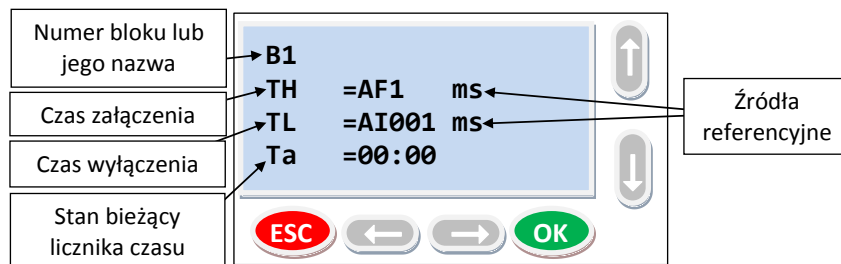 Numer bloku lub
jego nazwa
Czas załączenia
Czas wyłączenia
Stan bieżący
licznika czasu
B1
TH =AF1 ms
TL =AI001 ms
Ta =00:00
Źródła
referencyjne
ESC
OK